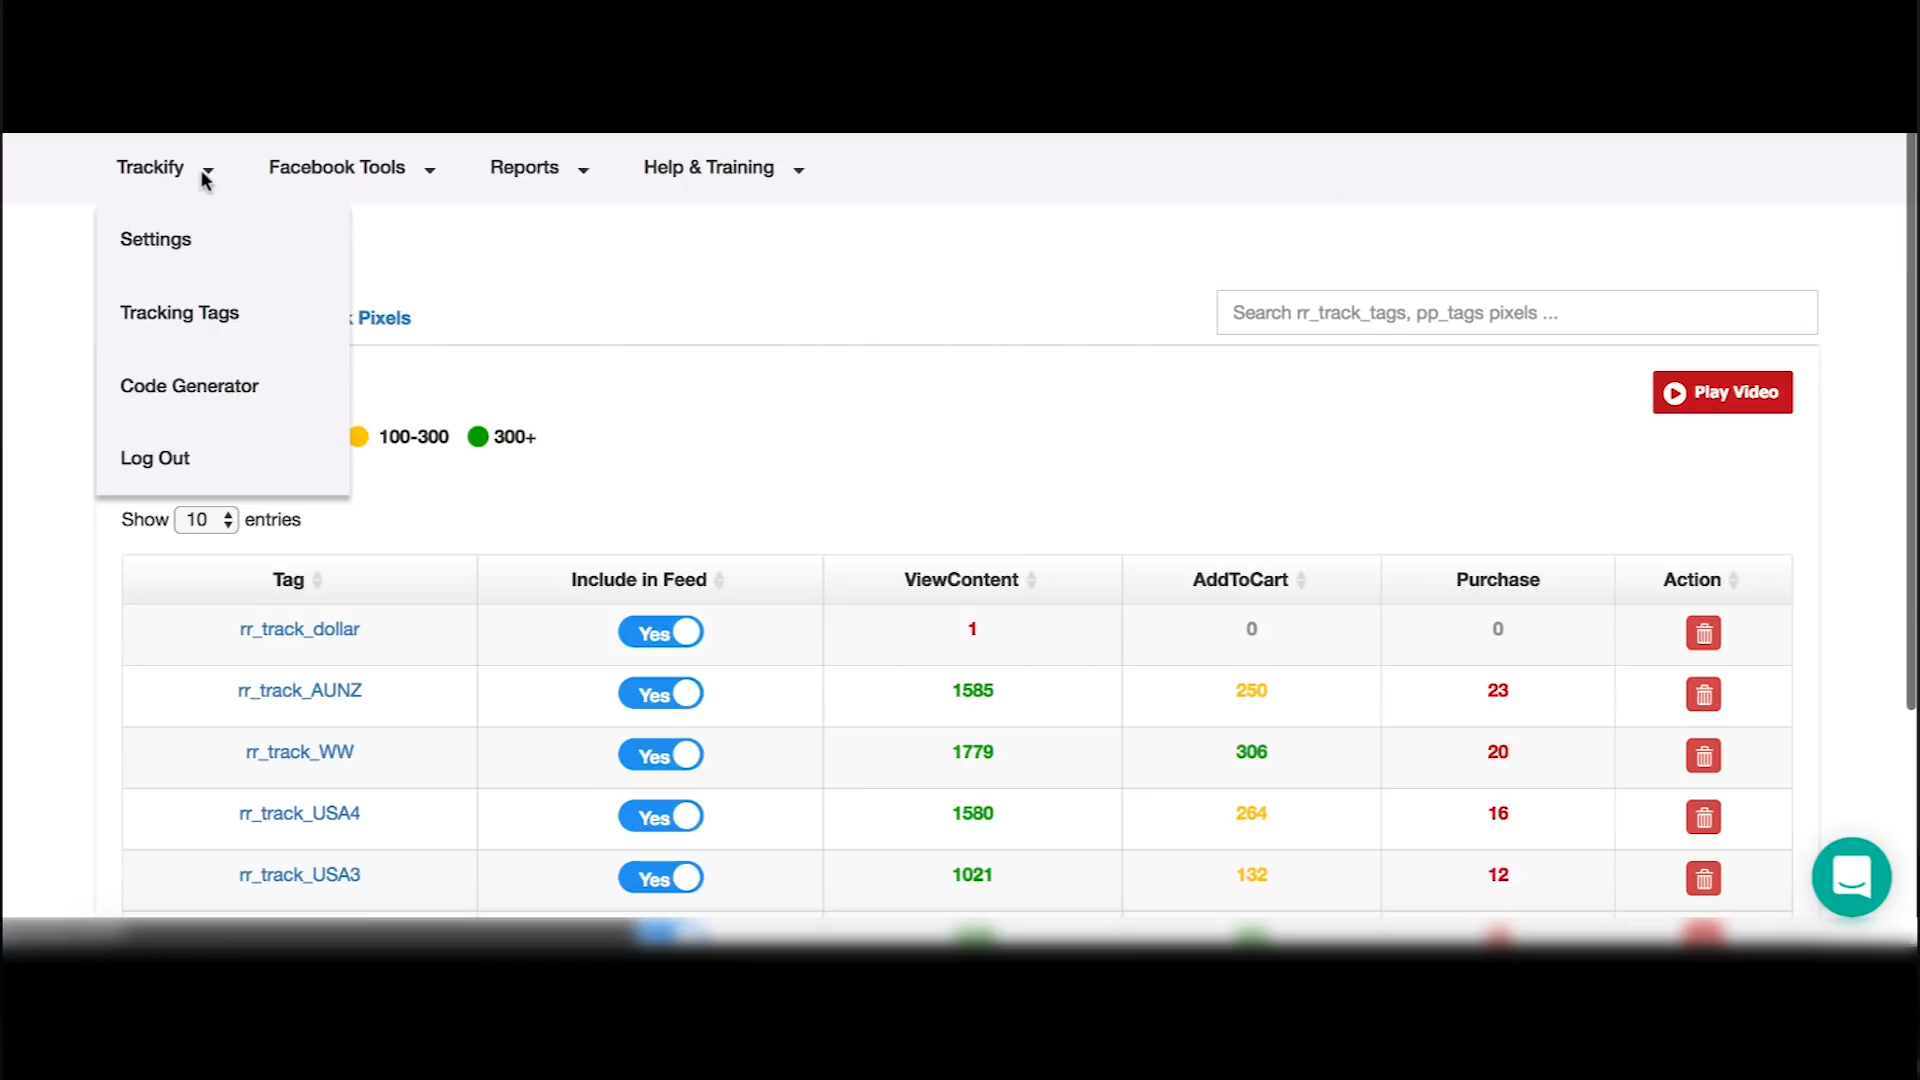 Trackify Facebook Tools Reports Help & Training
Settings
Tracking Tags
Pixels
Search rr_track_tags, pp_tags pixels ...
Code Generator
Play Video
100-300 300+
Log Out
Show 10 entries
Tag Include in Feed ViewContent AddToCart Purchase Action
rr_track_dollar Yes 1 0 0
rr_track_AUNZ Yes 1585 250 23
rr_track_WW Yes 1779 306 20
rr_track_USA4 Yes 1580 264 16
rr_track_USA3 Yes 1021 132 12